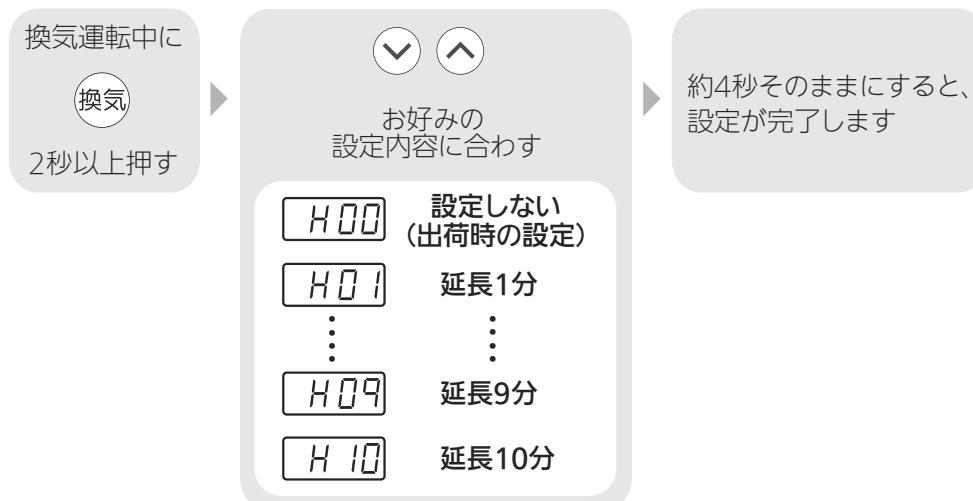 換気運転中に
換気
2秒以上押す
お好みの
設定内容に合わす
H00 設定しない
（出荷時の設定）
H01 延長1分
H09 延長9分
H10 延長10分
約4秒そのままにすると、
設定が完了します